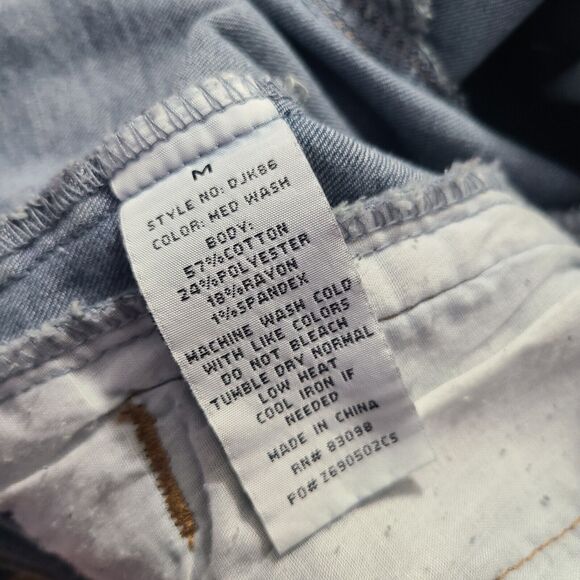 M
STYLE NO: DJK86
COLOR: MED WASH
BODY:
57%COTTON
24%POLYESTER
18%RAYON
1%SPANDEX
MACHINE WASH COLD
WITH LIKE COLORS
DO NOT BLEACH
TUMBLE DRY NORMAL
LOW HEAT
COOL IRON IF
NEEDED
MADE IN CHINA
RN# 83098
FO# Z690502CS